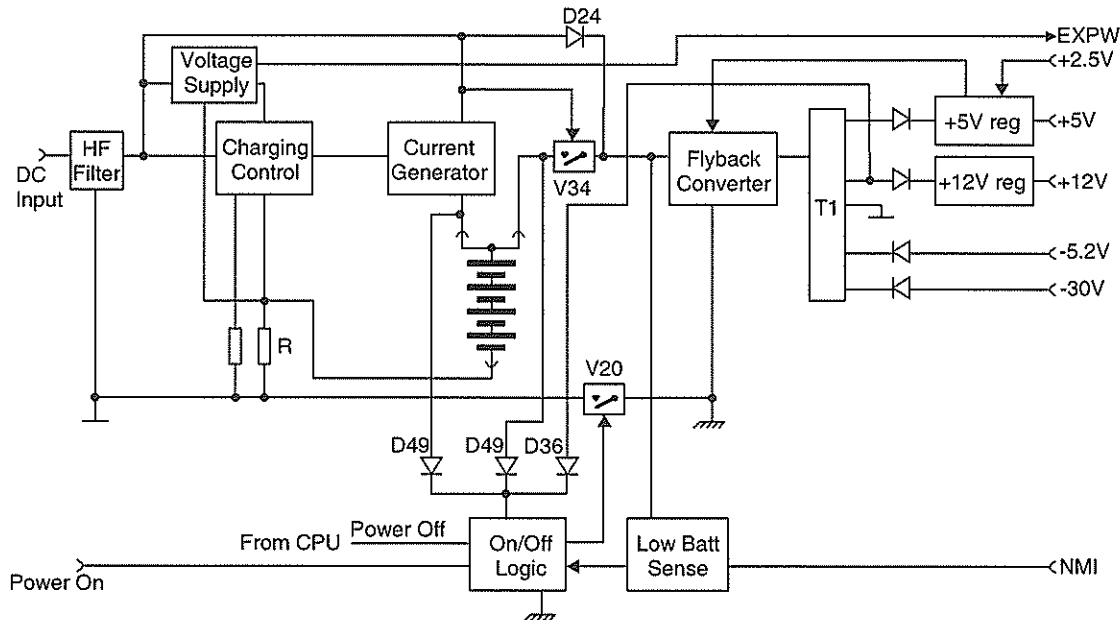 D24
EXPW
+2.5V
Voltage
Supply
+5V reg
+5V
HF
Filter
DC
Input
Charging
Control
Current
Generator
V34
Flyback
Converter
T1
+12V reg
+12V
-5.2V
-30V
R
V20
D49
D49
D36
From CPU
Power Off
On/Off
Logic
Low Batt
Sense
Power On
NMI